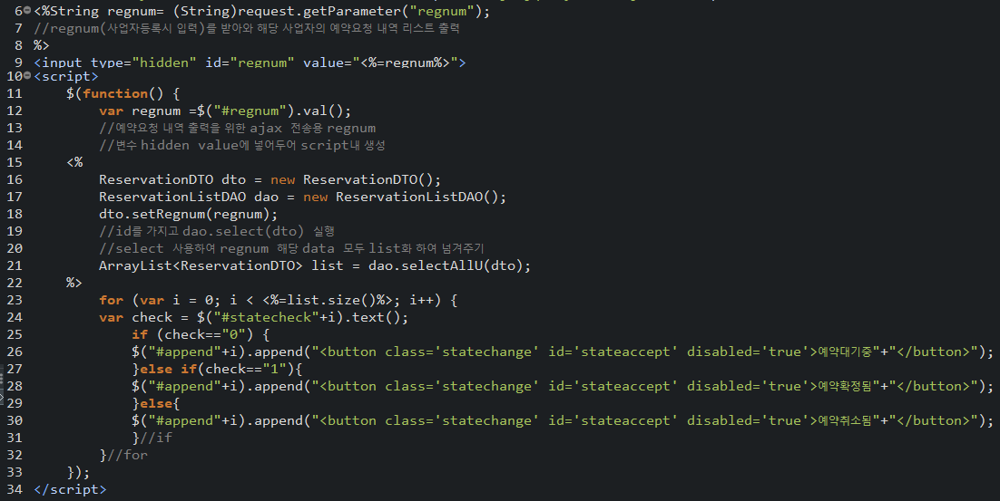 6 <%String regnum= (String)request.getParameter("regnum");
7 //regnum(사업자등록시 입력)를 받아와 해당 사업자의 예약요청 내역 리스트 출력
8 %>
9 <input type="hidden" id="regnum" value="<%=regnum%>">
10 <script>
11 $(function() {
12 var regnum =$("#regnum").val();
13 //예약요청 내역 출력을 위한 ajax 전송용 regnum
14 //변수 hidden value에 넣어두어 script내 생성
15 <%
16 ReservationDTO dto = new ReservationDTO();
17 ReservationListDAO dao = new ReservationListDAO();
18 dto.setRegnum(regnum);
19 //id를 가지고 dao.select(dto) 실행
20 //select 사용하여 regnum 해당 data 모두 list화 하여 넘겨주기
21 ArrayList<ReservationDTO> list = dao.selectAllU(dto);
22 %>
23 for (var i = 0; i < <%=list.size()%>; i++) {
24 var check = $("#statecheck"+i).text();
25 if (check=="0") {
26 $("#append"+i).append("<button class='statechange' id='stateaccept' disabled='true'>예약대기중"+"</button>");
27 }else if(check=="1"){
28 $("#append"+i).append("<button class='statechange' id='stateaccept' disabled='true'>예약확정됨"+"</button>");
29 }else{
30 $("#append"+i).append("<button class='statechange' id='stateaccept' disabled='true'>예약취소됨"+"</button>");
31 }//if
32 }//for
33 });
34 </script>